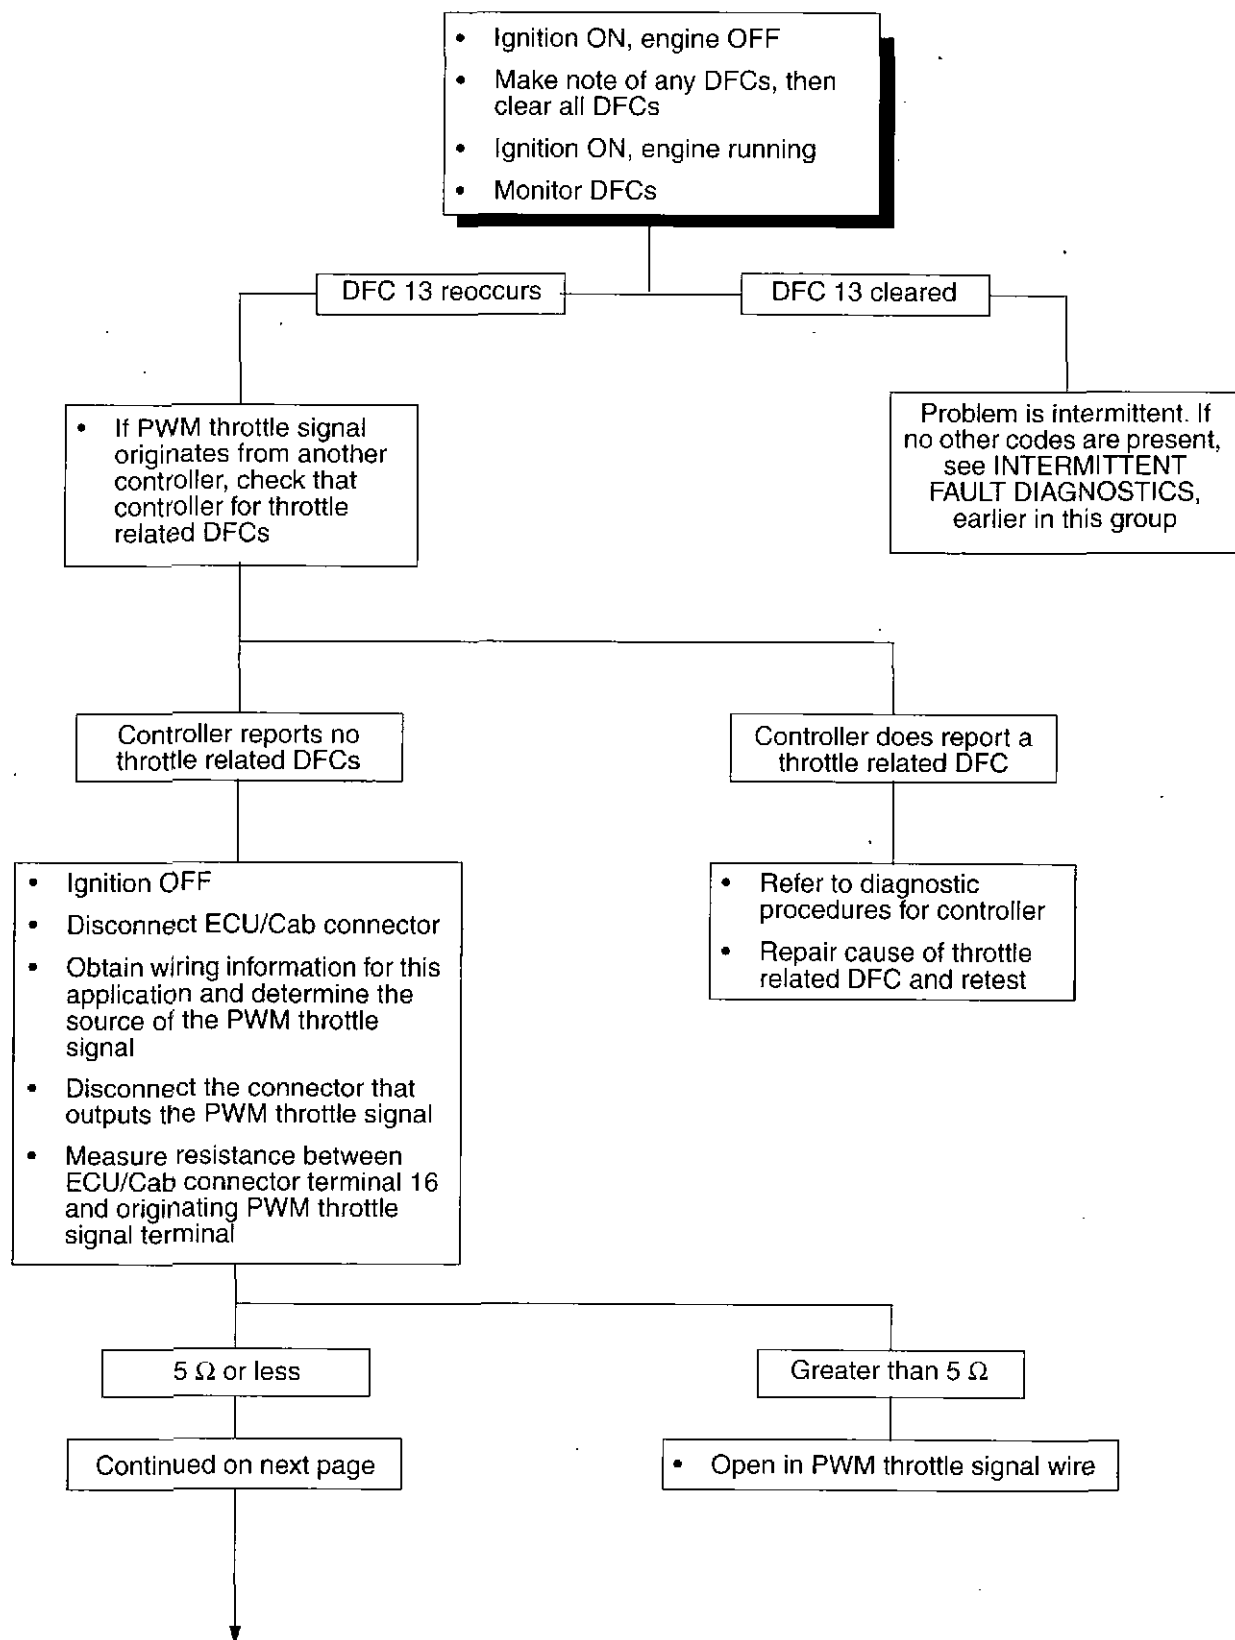 • Ignition ON, engine OFF
• Make note of any DFCs, then
clear all DFCs
• Ignition ON, engine running
• Monitor DFCs
DFC 13 reoccurs
DFC 13 cleared
• If PWM throttle signal
originates from another
controller, check that
controller for throttle
related DFCs
Problem is intermittent. If
no other codes are present,
see INTERMITTENT
FAULT DIAGNOSTICS,
earlier in this group
Controller reports no
throttle related DFCs
Controller does report a
throttle related DFC
• Ignition OFF
• Disconnect ECU/Cab connector
• Obtain wiring information for this
application and determine the
source of the PWM throttle
signal
• Disconnect the connector that
outputs the PWM throttle signal
• Measure resistance between
ECU/Cab connector terminal 16
and originating PWM throttle
signal terminal
• Refer to diagnostic
procedures for controller
• Repair cause of throttle
related DFC and retest
5 Ω or less
Greater than 5 Ω
Continued on next page
• Open in PWM throttle signal wire